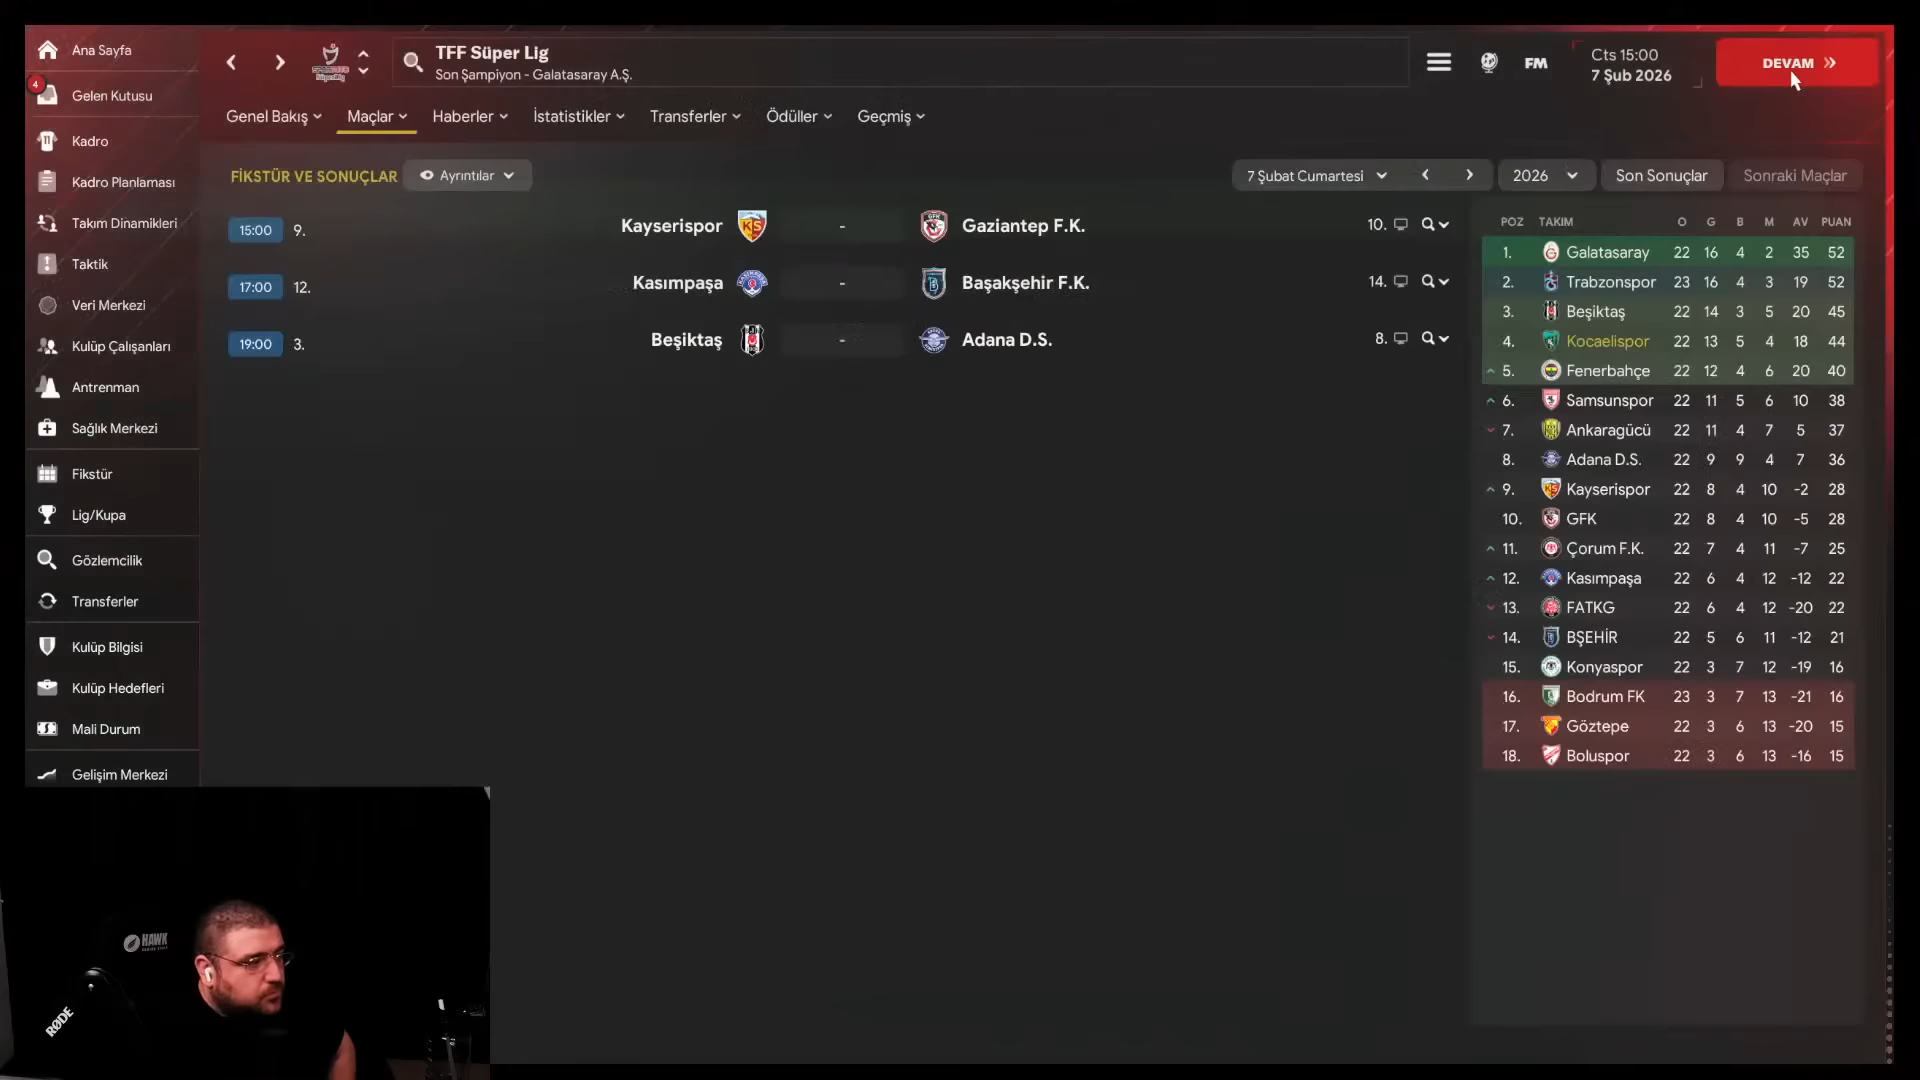 Ana Sayfa
4
Gelen Kutusu
Kadro
Kadro Planlaması
Takım Dinamikleri
Taktik
Veri Merkezi
Kulüp Çalışanları
Antrenman
Sağlık Merkezi
Fikstür
Lig/Kupa
Gözlemcilik
Transferler
Kulüp Bilgisi
Kulüp Hedefleri
Mali Durum
Gelişim Merkezi
TFF Süper Lig
Son Şampiyon - Galatasaray A.Ş.
FM
Cts 15:00
7 Şub 2026
DEVAM
Genel Bakış Maçlar Haberler İstatistikler Transferler Ödüller Geçmiş
FİKSTÜR VE SONUÇLAR Ayrıntılar
7 Şubat Cumartesi 2026 Son Sonuçlar Sonraki Maçlar
15:00 9. Kayserispor - Gaziantep F.K. 10.
17:00 12. Kasımpaşa - Başakşehir F.K. 14.
19:00 3. Beşiktaş - Adana D.S. 8.
POZ TAKIM O G B M AV PUAN
1. Galatasaray 22 16 4 2 35 52
2. Trabzonspor 23 16 4 3 19 52
3. Beşiktaş 22 14 3 5 20 45
4. Kocaelispor 22 13 5 4 18 44
5. Fenerbahçe 22 12 4 6 20 40
6. Samsunspor 22 11 5 6 10 38
7. Ankaragücü 22 11 4 7 5 37
8. Adana D.S. 22 9 9 4 7 36
9. Kayserispor 22 8 4 10 -2 28
10. GFK 22 8 4 10 -5 28
11. Çorum F.K. 22 7 4 11 -7 25
12. Kasımpaşa 22 6 4 12 -12 22
13. FATKG 22 6 4 12 -20 22
14. BŞEHİR 22 5 6 11 -12 21
15. Konyaspor 22 3 7 12 -19 16
16. Bodrum FK 23 3 7 13 -21 16
17. Göztepe 22 3 6 13 -20 15
18. Boluspor 22 3 6 13 -16 15
HAWK
RØDE